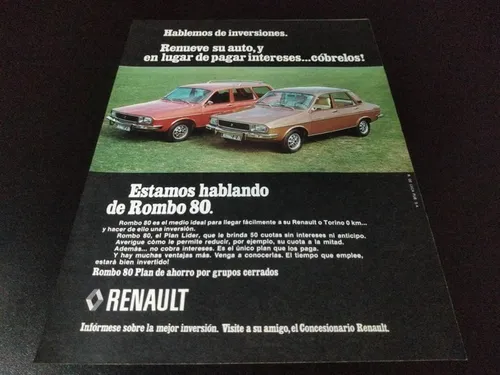 Hablemos de inversiones.
Renueve su auto, y
en lugar de pagar intereses...cóbrelos!
Estamos hablando
de Rombo 80.
Rombo 80 es el medio ideal para llegar fácilmente a su Renault o Torino 0 km...
y hacer de ello una inversión.
Rombo 80, el Plan Lider, que le brinda 50 cuotas sin intereses ni anticipo.
Averigüe cómo le permite reducir, por ejemplo, su cuota a la mitad.
Además... no cobra intereses. Es el único plan que los paga.
Y hay muchas ventajas más. Venga a conocerlas. El tiempo que emplee,
estará bien invertido!
Rombo 80 Plan de ahorro por grupos cerrados
RENAULT
Infórmese sobre la mejor inversión. Visite a su amigo, el Concesionario Renault.